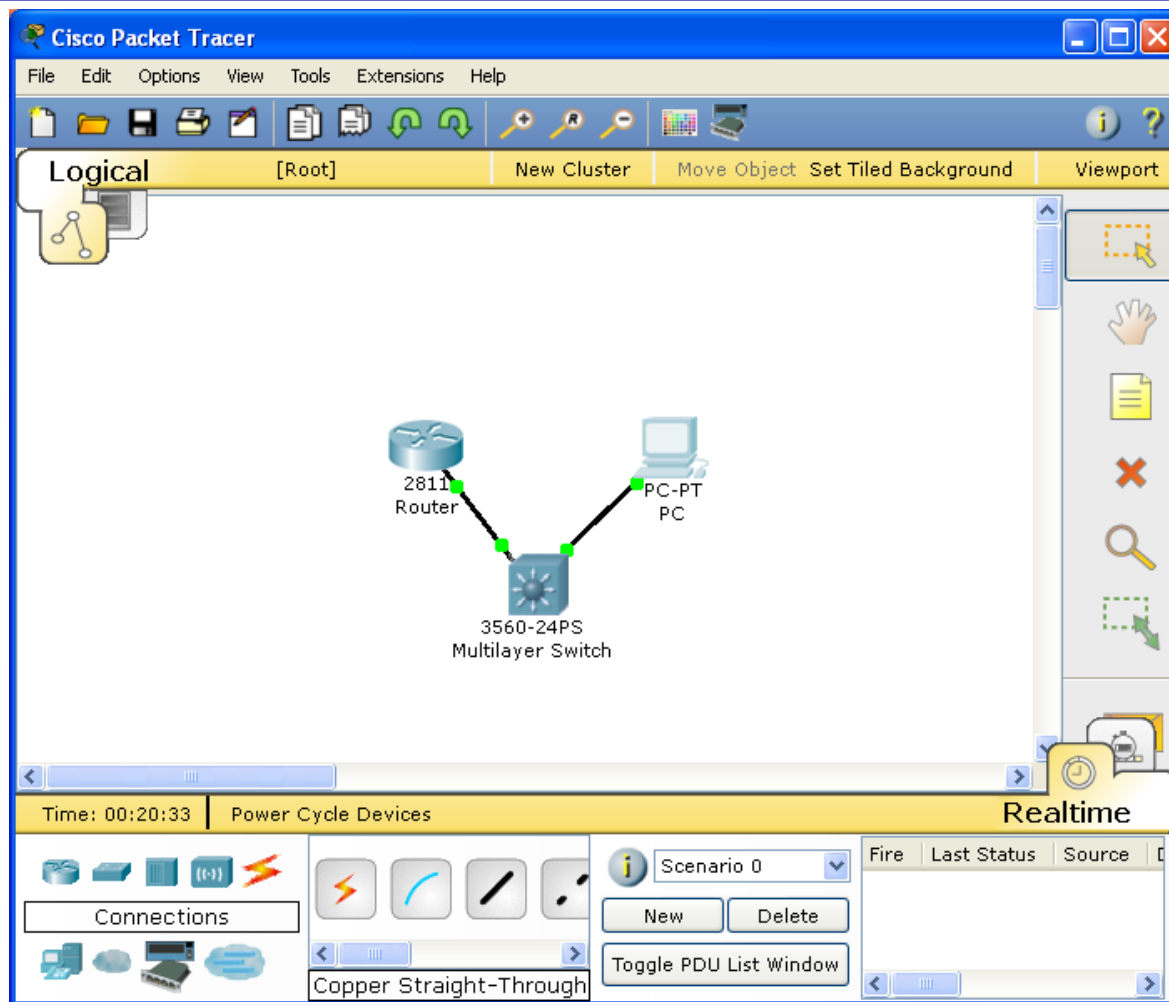 Cisco Packet Tracer
File Edit Options View Tools Extensions Help
Logical [Root] New Cluster Move Object Set Tiled Background Viewport
2811
Router
PC-PT
PC
3560-24PS
Multilayer Switch
Time: 00:20:33 Power Cycle Devices Realtime
Connections
Copper Straight-Through
Scenario 0
New Delete
Toggle PDU List Window
Fire Last Status Source